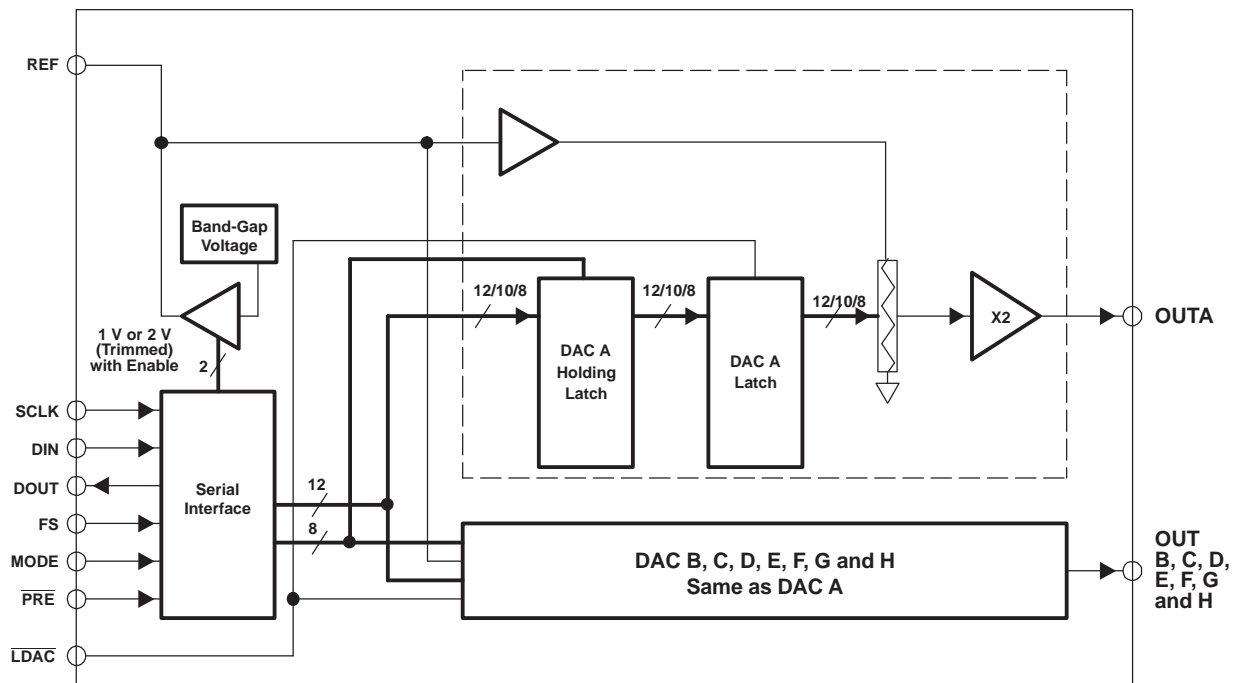 REF
Band-Gap
Voltage
1 V or 2 V
(Trimmed)
with Enable
2
12/10/8
12/10/8
12/10/8
X2
OUTA
DAC A
Holding
Latch
DAC A
Latch
SCLK
DIN
DOUT
FS
MODE
PRE
LDAC
Serial
Interface
12
8
DAC B, C, D, E, F, G and H
Same as DAC A
OUT
B, C, D,
E, F, G
and H